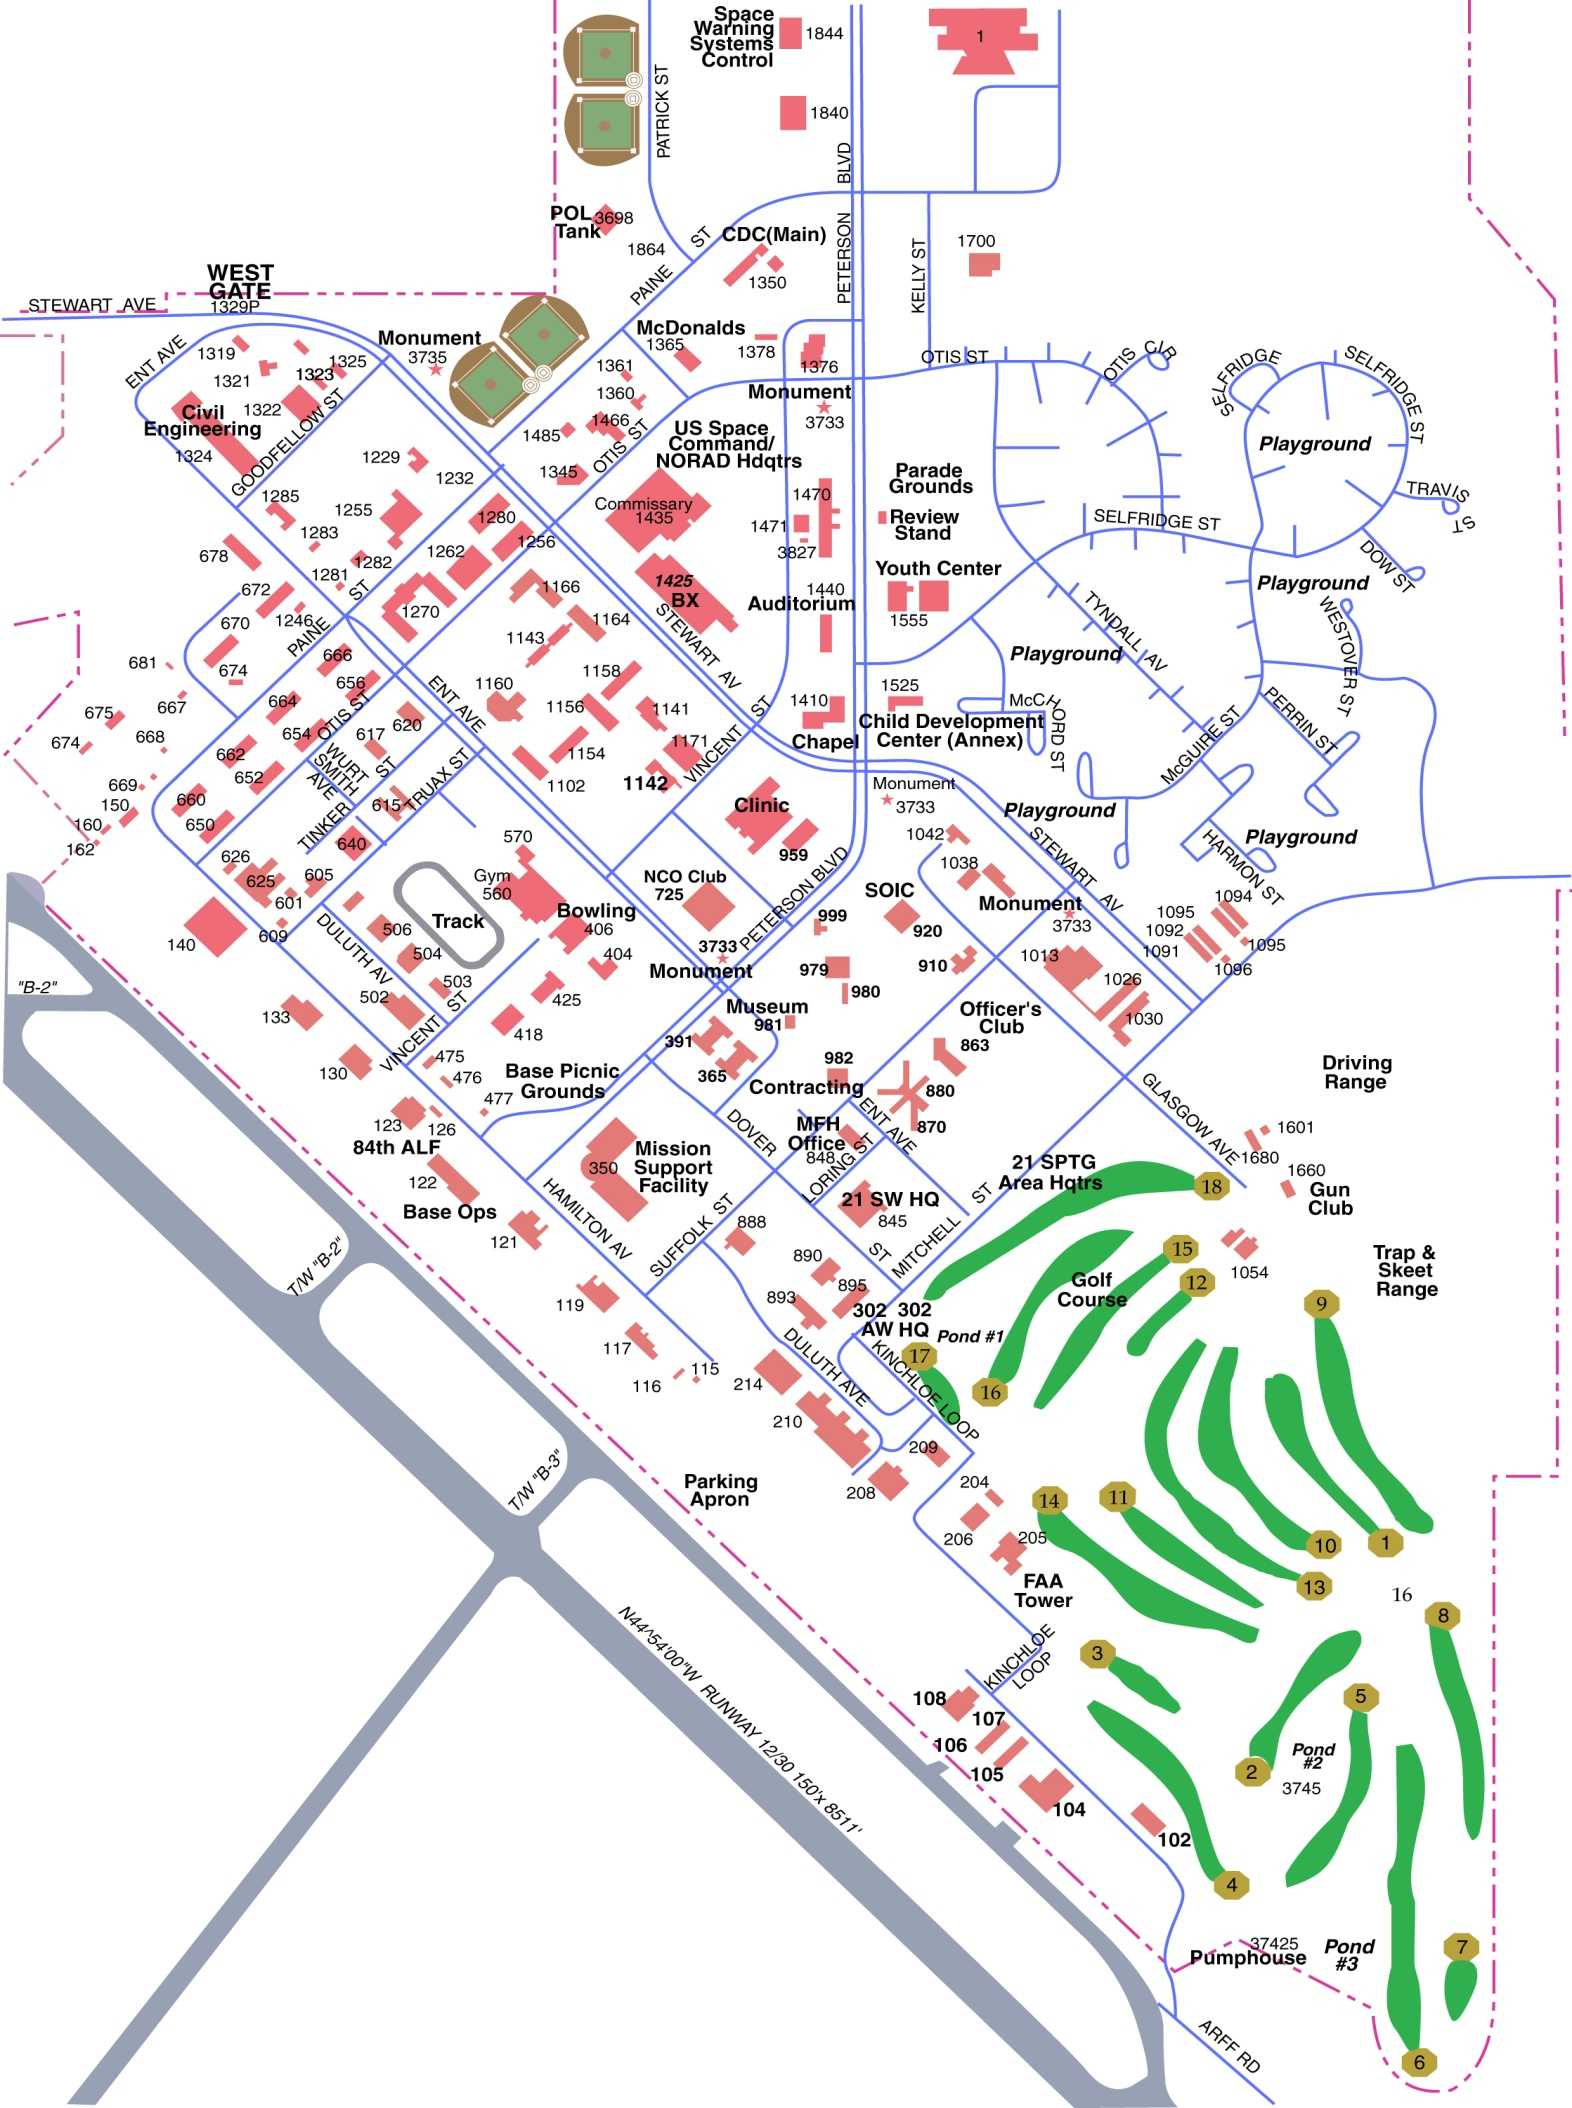 Space
Warning
Systems
Control
1844
1
1840
PATRICK ST
BLVD
PETERSON
POL
Tank
3698
1864
PAINE ST
CDC(Main)
1350
KELLY ST
1700
WEST
GATE
1329P
STEWART AVE
ENT AVE
1319
1321
1323
1325
1322
Civil
Engineering
1324
GOODFELLOW ST
Monument
3735
McDonalds
1365
1378
1376
1361
1360
1466
1485
1345
OTIS ST
Monument
3733
US Space
Command/
NORAD Hdqtrs
OTIS ST
OTIS CIR
SELFRIDGE
SELFRIDGE ST
Playground
TRAVIS ST
DOW ST
Parade
Grounds
Review
Stand
SELFRIDGE ST
Playground
WESTOVER ST
1229
1232
1285
1255
1283
1280
1256
1262
1282
1281
1270
Commissary
1435
1470
1471
3827
1425
BX
1440
Auditorium
Youth Center
1555
STEWART AV
678
672
1246
PAINE ST
670
674
681
667
666
656
664
654
OTIS ST
675
674
668
662
652
669
660
650
150
160
162
1166
1164
1143
1158
1160
1156
1141
1154
1171
1102
1142
ENT AVE
VINCENT ST
620
617
WURT
SMITH
AVE
ST
TRUAX ST
615
TINKER
640
1410
Chapel
1525
Child Development
Center (Annex)
Playground
McCHORD ST
TYNDALL AV
McGUIRE ST
PERRIN ST
Playground
Playground
HARMON ST
Monument
3733
1042
1038
STEWART AV
Clinic
959
PETERSON BLVD
NCO Club
725
SOIC
920
Monument
3733
1094
1095
1092
1091
1095
1096
626
625
605
601
609
140
570
Gym
560
Track
Bowling
406
404
506
504
503
502
DULUTH AV
VINCENT ST
425
418
3733
Monument
999
979
980
910
1013
1026
1030
Museum
981
391
365
Officer's
Club
863
982
Contracting
880
870
133
130
475
476
477
Base Picnic
Grounds
123
126
84th ALF
122
Base Ops
121
350
Mission
Support
Facility
DOVER ST
MFH
Office
848
LORING ST
ENT AVE
21 SW HQ
845
MITCHELL ST
21 SPTG
Area Hqtrs
GLASGOW AVE
Driving
Range
1601
1680
1660
Gun
Club
1054
Trap &
Skeet
Range
HAMILTON AV
SUFFOLK ST
888
890
893
895
302
AW HQ
302
Pond #1
Golf
Course
18
15
12
9
17
16
KINCHLOE LOOP
DULUTH AVE
119
117
116
115
214
210
208
209
204
206
205
FAA
Tower
Parking
Apron
"B-2"
T/W "B-2"
T/W "B-3"
N44^54'00"W RUNWAY 12/30 150'x 8511'
14
11
10
1
13
16
8
3
5
2
Pond
#2
3745
KINCHLOE
LOOP
108
107
106
105
104
102
4
37425
Pumphouse
Pond
#3
7
6
ARFF RD